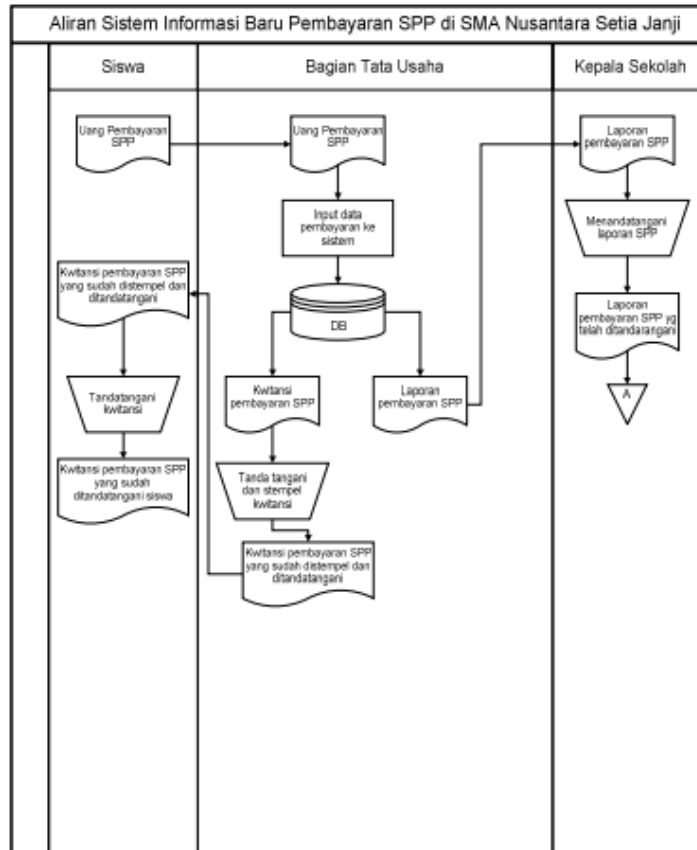 Aliran Sistem Informasi Baru Pembayaran SPP di SMA Nusantara Setia Janji
Siswa
Bagian Tata Usaha
Kepala Sekolah
Uang Pembayaran
SPP
Uang Pembayaran
SPP
Laporan
pembayaran SPP
Input data
pembayaran ke
sistem
Menandatangani
laporan SPP
Kwitansi pembayaran SPP
yang sudah distempel dan
ditandatangani
DB
Laporan
pembayaran SPP yg
telah ditandarangani
Tandatangani
kwitansi
Kwitansi
pembayaran SPP
Laporan
pembayaran SPP
A
Kwitansi pembayaran SPP
yang sudah
ditandatangani siswa
Tanda tangani
dan stempel
kwitansi
Kwitansi pembayaran SPP
yang sudah distempel dan
ditandatangani